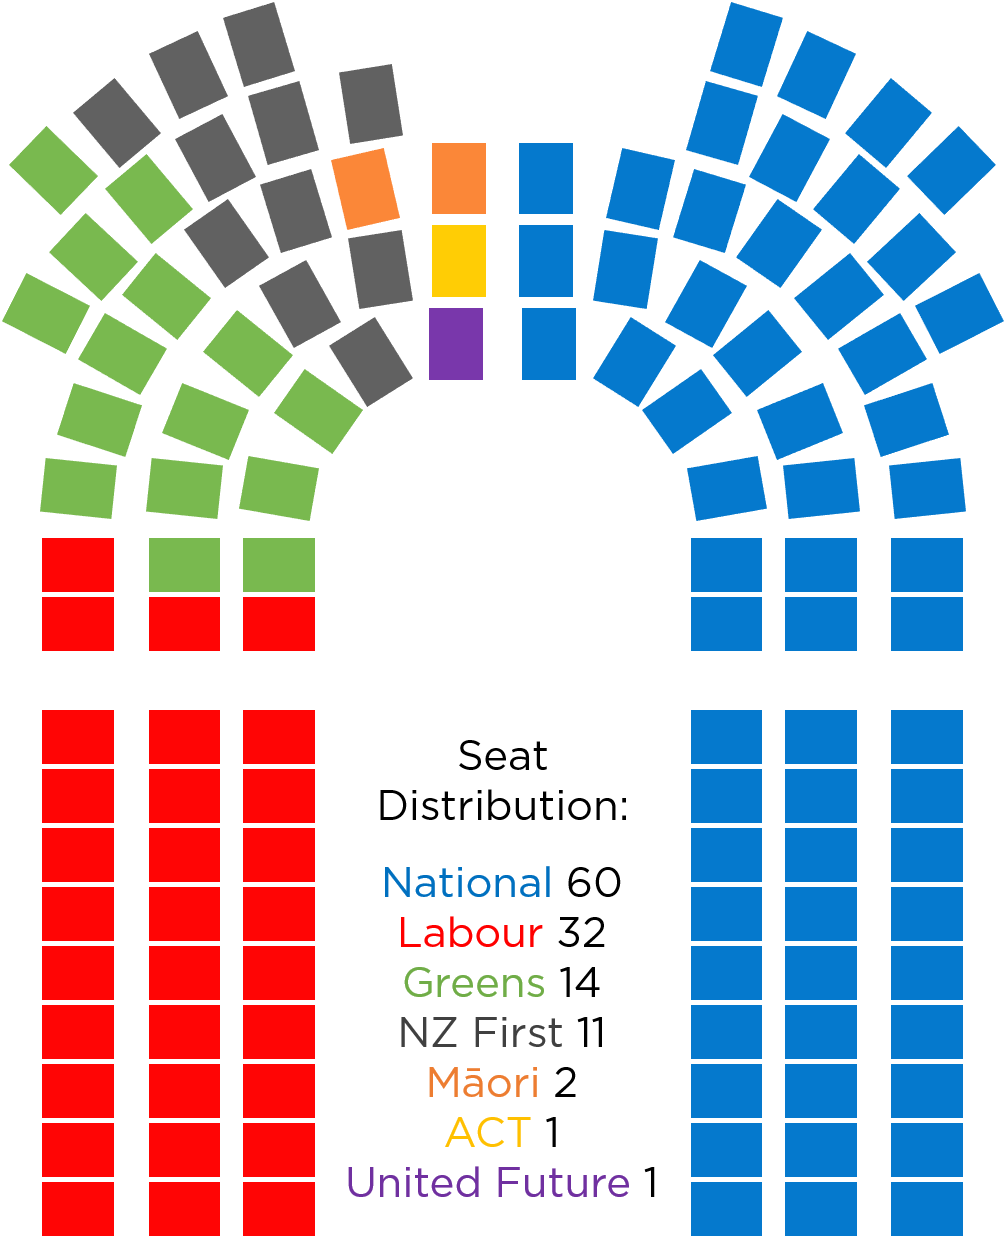 Seat
Distribution:
National 60
Labour 32
Greens 14
NZ First 11
Māori 2
ACT 1
United Future 1